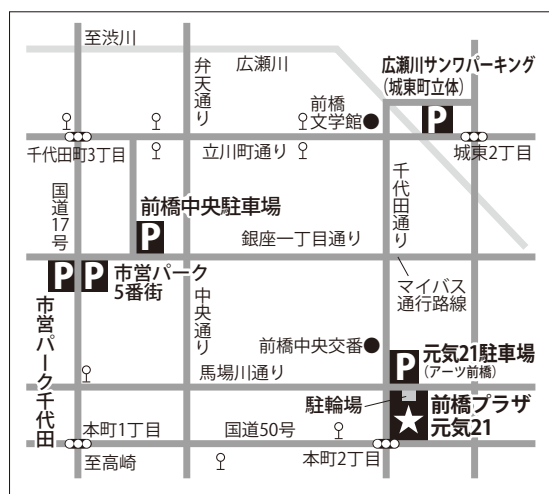 至渋川
弁天通り
広瀬川
広瀬川サンワパーキング
(城東町立体)
前橋
文学館
P
千代田町3丁目
立川町通り
城東2丁目
国道17号
千代田通り
前橋中央駐車場
P
銀座一丁目通り
P
P
市営パーク
5番街
マイバス
通行路線
中央通り
市営パーク千代田
前橋中央交番
P
元気21駐車場
(アーツ前橋)
馬場川通り
駐輪場
前橋プラザ
元気21
本町1丁目
国道50号
本町2丁目
至高崎